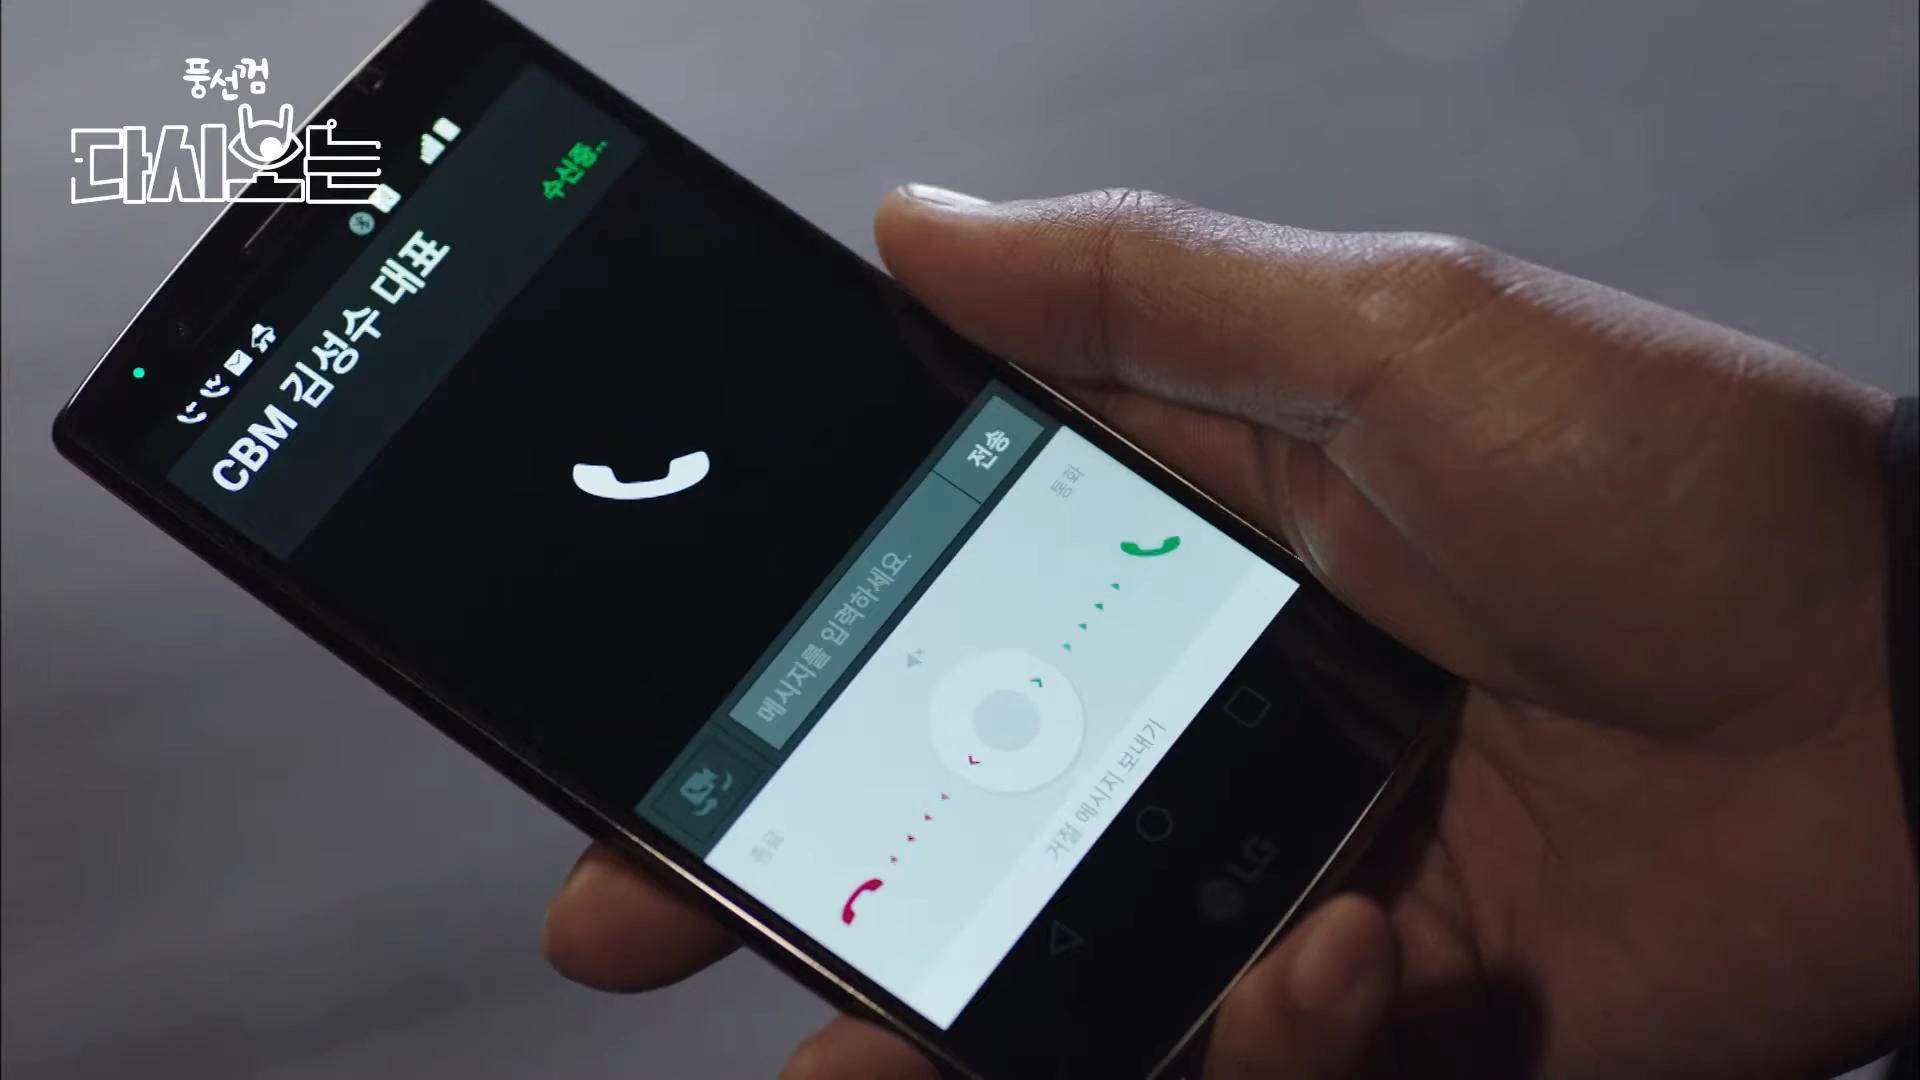 풍선껌
다시보는
수신중..
CBM 김성수 대표
전송
메시지를 입력하세요.
통화
종료
거절 메시지 보내기
LG